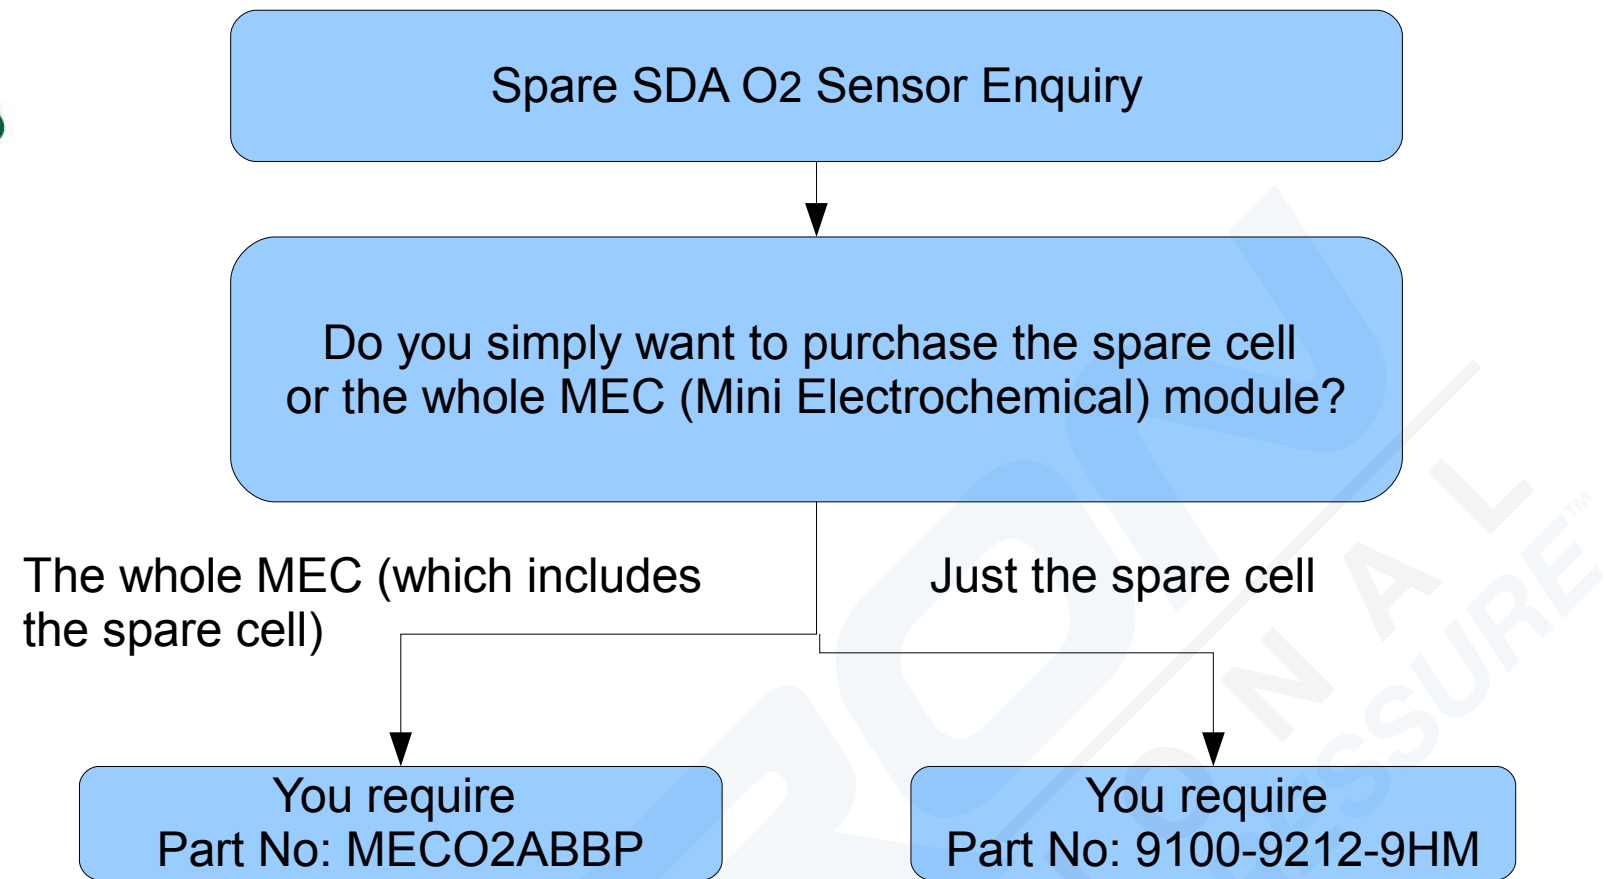 Spare SDA O2 Sensor Enquiry
Do you simply want to purchase the spare cell
or the whole MEC (Mini Electrochemical) module?
The whole MEC (which includes
the spare cell)
Just the spare cell
You require
Part No: MECO2ABBP
You require
Part No: 9100-9212-9HM